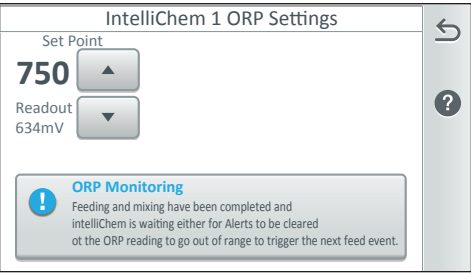 IntelliChem 1 ORP Settings
Set Point
750
Readout
634mV
ORP Monitoring
Feeding and mixing have been completed and
intelliChem is waiting either for Alerts to be cleared
ot the ORP reading to go out of range to trigger the next feed event.